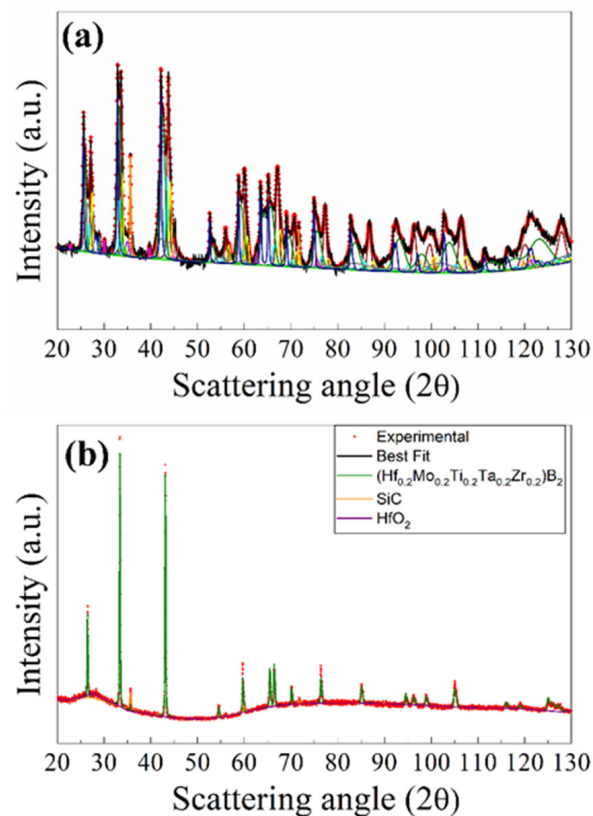 (a)
Intensity (a.u.)
20 30 40 50 60 70 80 90 100 110 120 130
Scattering angle (2θ)
(b)
Experimental
Best Fit
(Hf₀.₂Mo₀.₂Ti₀.₂Ta₀.₂Zr₀.₂)B₂
SiC
HfO₂
Intensity (a.u.)
20 30 40 50 60 70 80 90 100 110 120 130
Scattering angle (2θ)